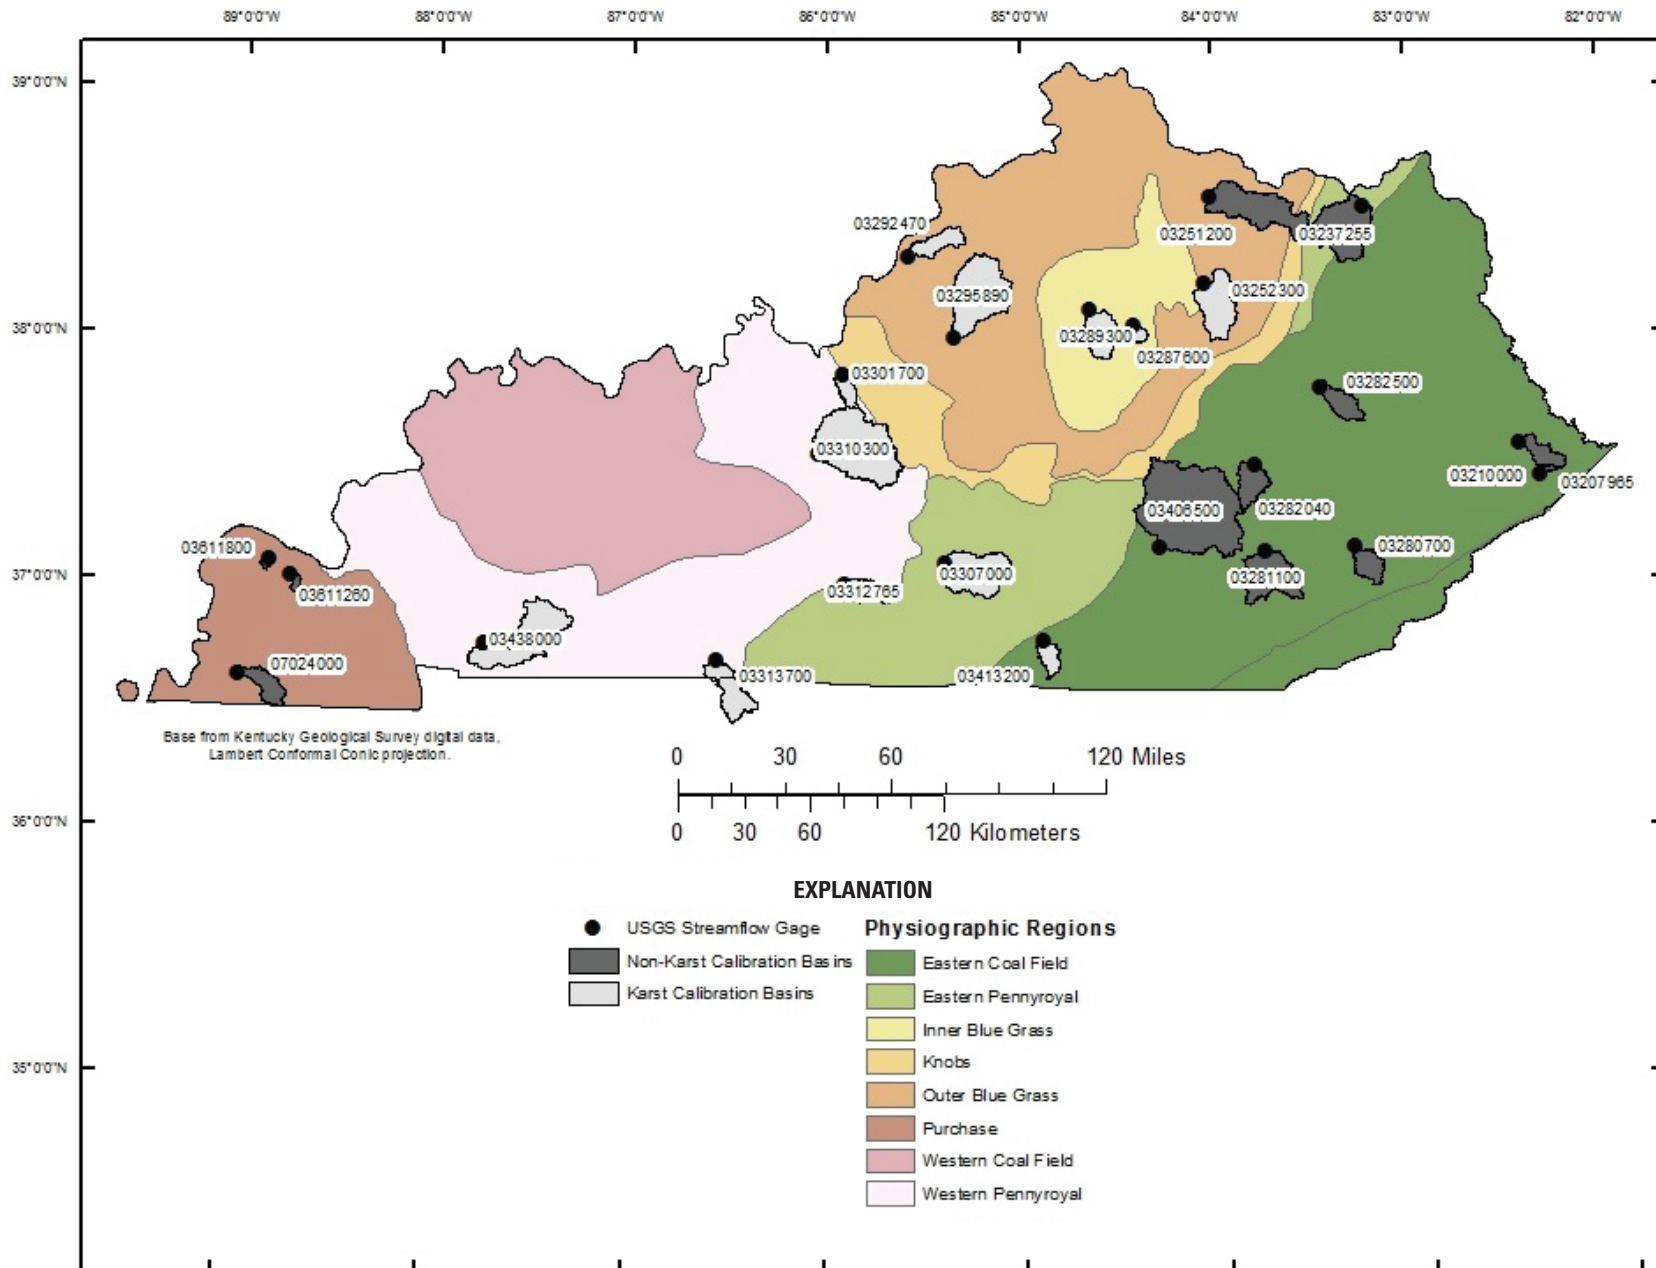 89°0'0"W 88°0'0"W 87°0'0"W 86°0'0"W 85°0'0"W 84°0'0"W 83°0'0"W 82°0'0"W
39°0'0"N
03292470
03251200
03237255
03295890
03252300
38°0'0"N
03289300
03287600
03301700
03282500
03310300
03210000
03207965
03406500
03282040
03611800
03280700
37°0'0"N
03307000
03281100
03611260
03312765
03438000
07024000
03313700
03413200
Base from Kentucky Geological Survey digital data,
Lambert Conformal Conic projection.
0 30 60 120 Miles
36°0'0"N
0 30 60 120 Kilometers
EXPLANATION
USGS Streamflow Gage
Non-Karst Calibration Basins
Karst Calibration Basins
Physiographic Regions
Eastern Coal Field
Eastern Pennyroyal
Inner Blue Grass
Knobs
35°0'0"N
Outer Blue Grass
Purchase
Western Coal Field
Western Pennyroyal